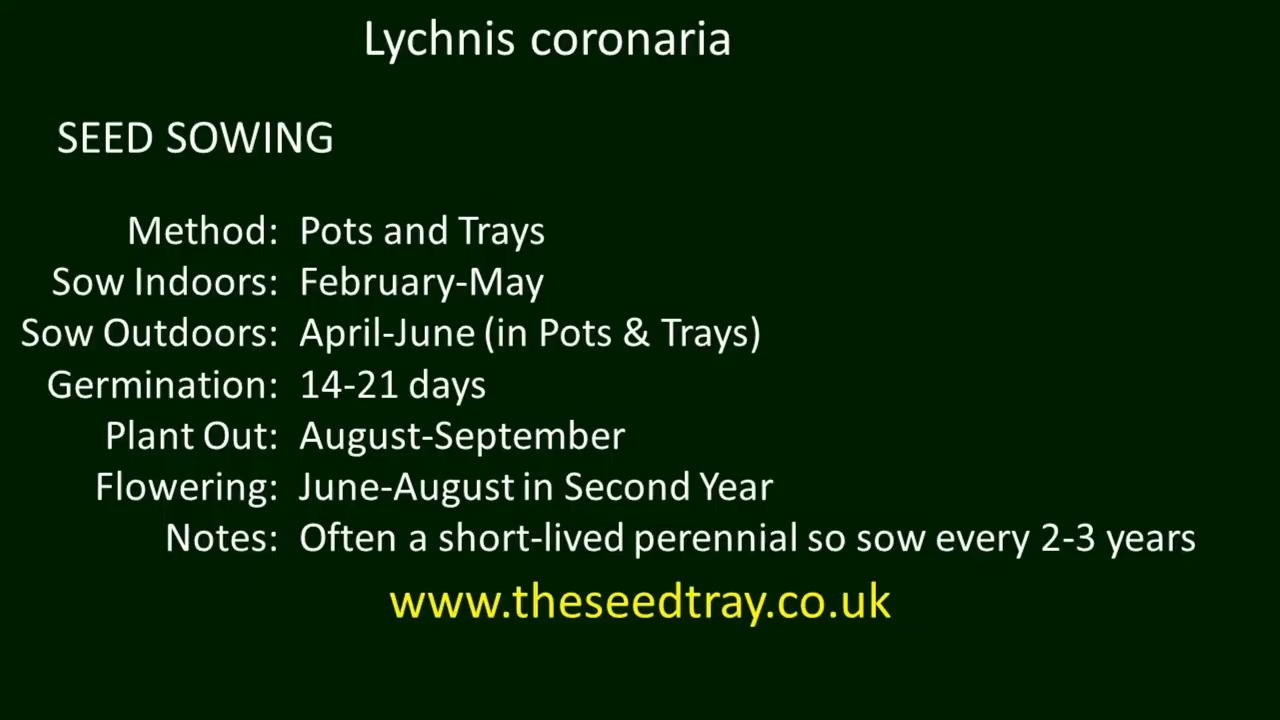 Lychnis coronaria
SEED SOWING
Method: Pots and Trays
Sow Indoors: February-May
Sow Outdoors: April-June (in Pots & Trays)
Germination: 14-21 days
Plant Out: August-September
Flowering: June-August in Second Year
Notes: Often a short-lived perennial so sow every 2-3 years
www.theseedtray.co.uk